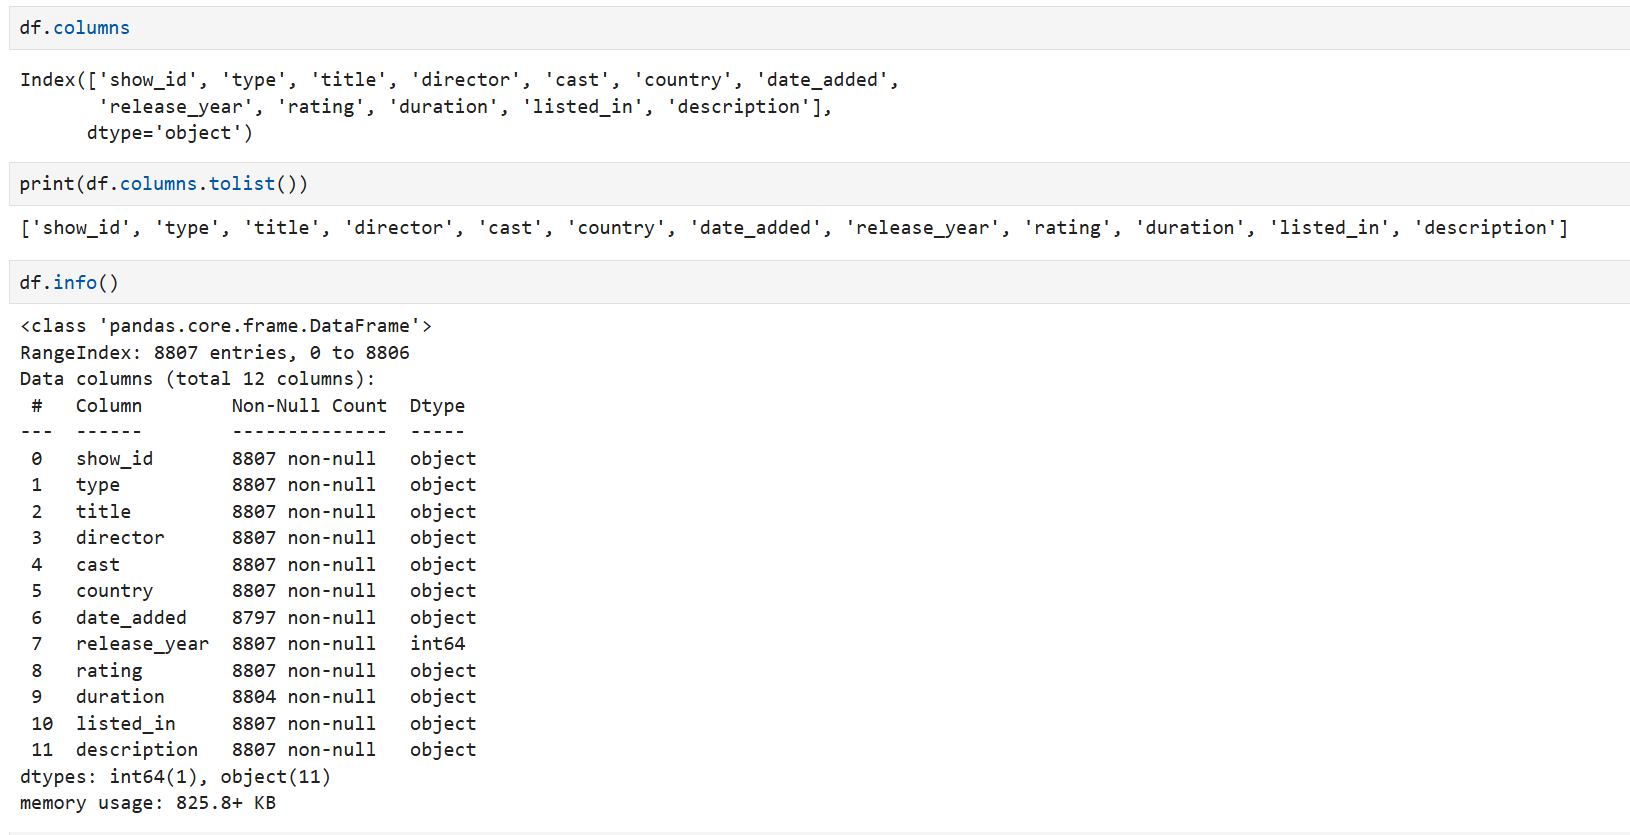 df.columns
Index(['show_id', 'type', 'title', 'director', 'cast', 'country', 'date_added',
       'release_year', 'rating', 'duration', 'listed_in', 'description'],
      dtype='object')
print(df.columns.tolist())
['show_id', 'type', 'title', 'director', 'cast', 'country', 'date_added', 'release_year', 'rating', 'duration', 'listed_in', 'description']
df.info()
<class 'pandas.core.frame.DataFrame'>
RangeIndex: 8807 entries, 0 to 8806
Data columns (total 12 columns):
 #   Column        Non-Null Count  Dtype
---  ------        --------------  -----
 0   show_id       8807 non-null   object
 1   type          8807 non-null   object
 2   title         8807 non-null   object
 3   director      8807 non-null   object
 4   cast          8807 non-null   object
 5   country       8807 non-null   object
 6   date_added    8797 non-null   object
 7   release_year  8807 non-null   int64
 8   rating        8807 non-null   object
 9   duration      8804 non-null   object
 10  listed_in     8807 non-null   object
 11  description   8807 non-null   object
dtypes: int64(1), object(11)
memory usage: 825.8+ KB